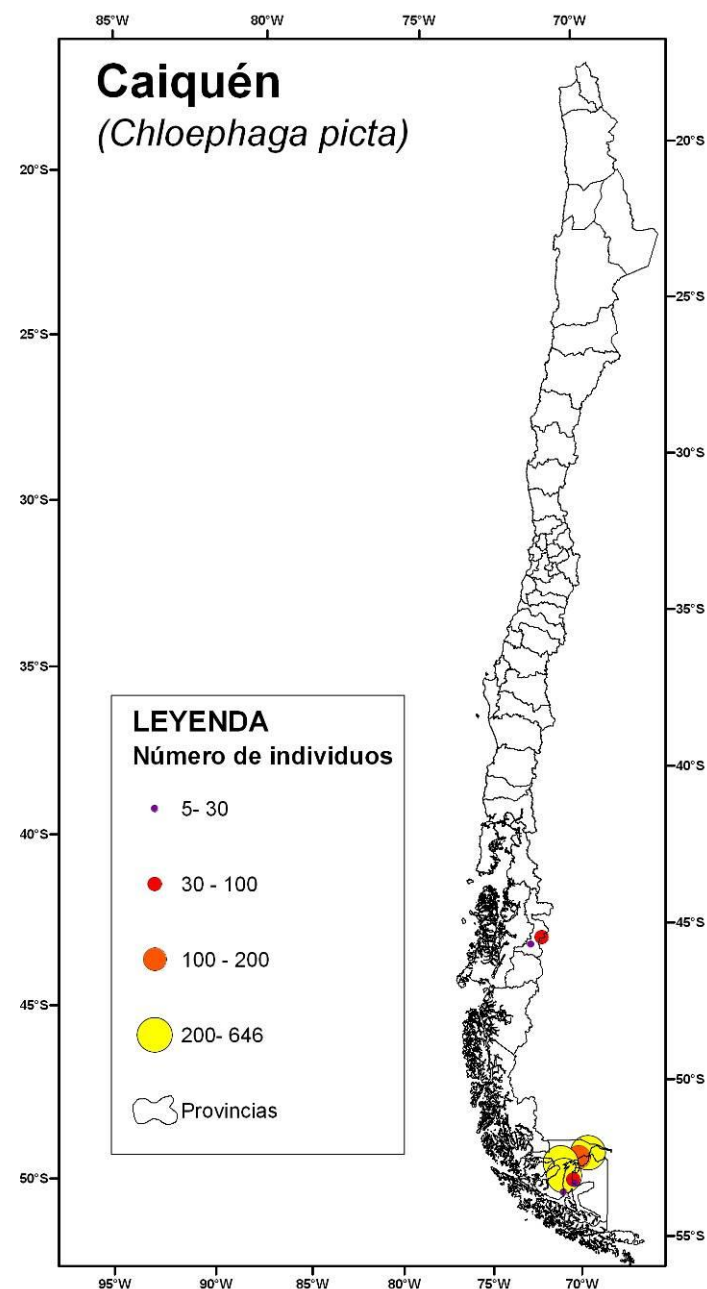 85°W 80°W 75°W 70°W
Caiquén
(Chloephaga picta)
20°S
25°S
30°S
35°S
40°S
45°S
50°S
20°S
25°S
30°S
35°S
40°S
45°S
50°S
55°S
LEYENDA
Número de individuos
5- 30
30 - 100
100 - 200
200- 646
Provincias
95°W 90°W 85°W 80°W 75°W 70°W